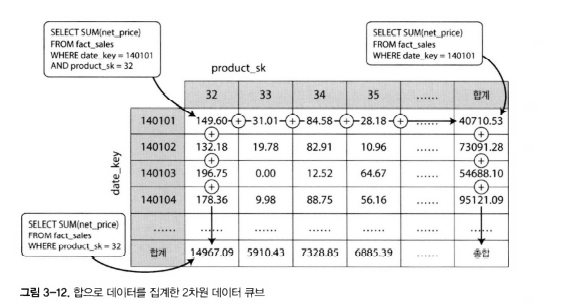 SELECT SUM(net_price)
FROM fact_sales
WHERE date_key = 140101
AND product_sk = 32
SELECT SUM(net_price)
FROM fact_sales
WHERE date_key = 140101
product_sk
32 33 34 35 ...... 합계
140101 149.60 + 31.01 + 84.58 + 28.18 + 40710.53
+ +
140102 132.18 19.78 82.91 10.96 ...... 73091.28
+ +
date_key
140103 196.75 0.00 12.52 64.67 ...... 54688.10
+ +
140104 178.36 9.98 88.75 56.16 ...... 95121.09
SELECT SUM(net_price)
FROM fact_sales
WHERE product_sk = 32
...... ...... ...... ...... ...... ......
합계 14967.09 5910.43 7328.85 6885.39 ...... 총합
그림 3-12. 합으로 데이터를 집계한 2차원 데이터 큐브